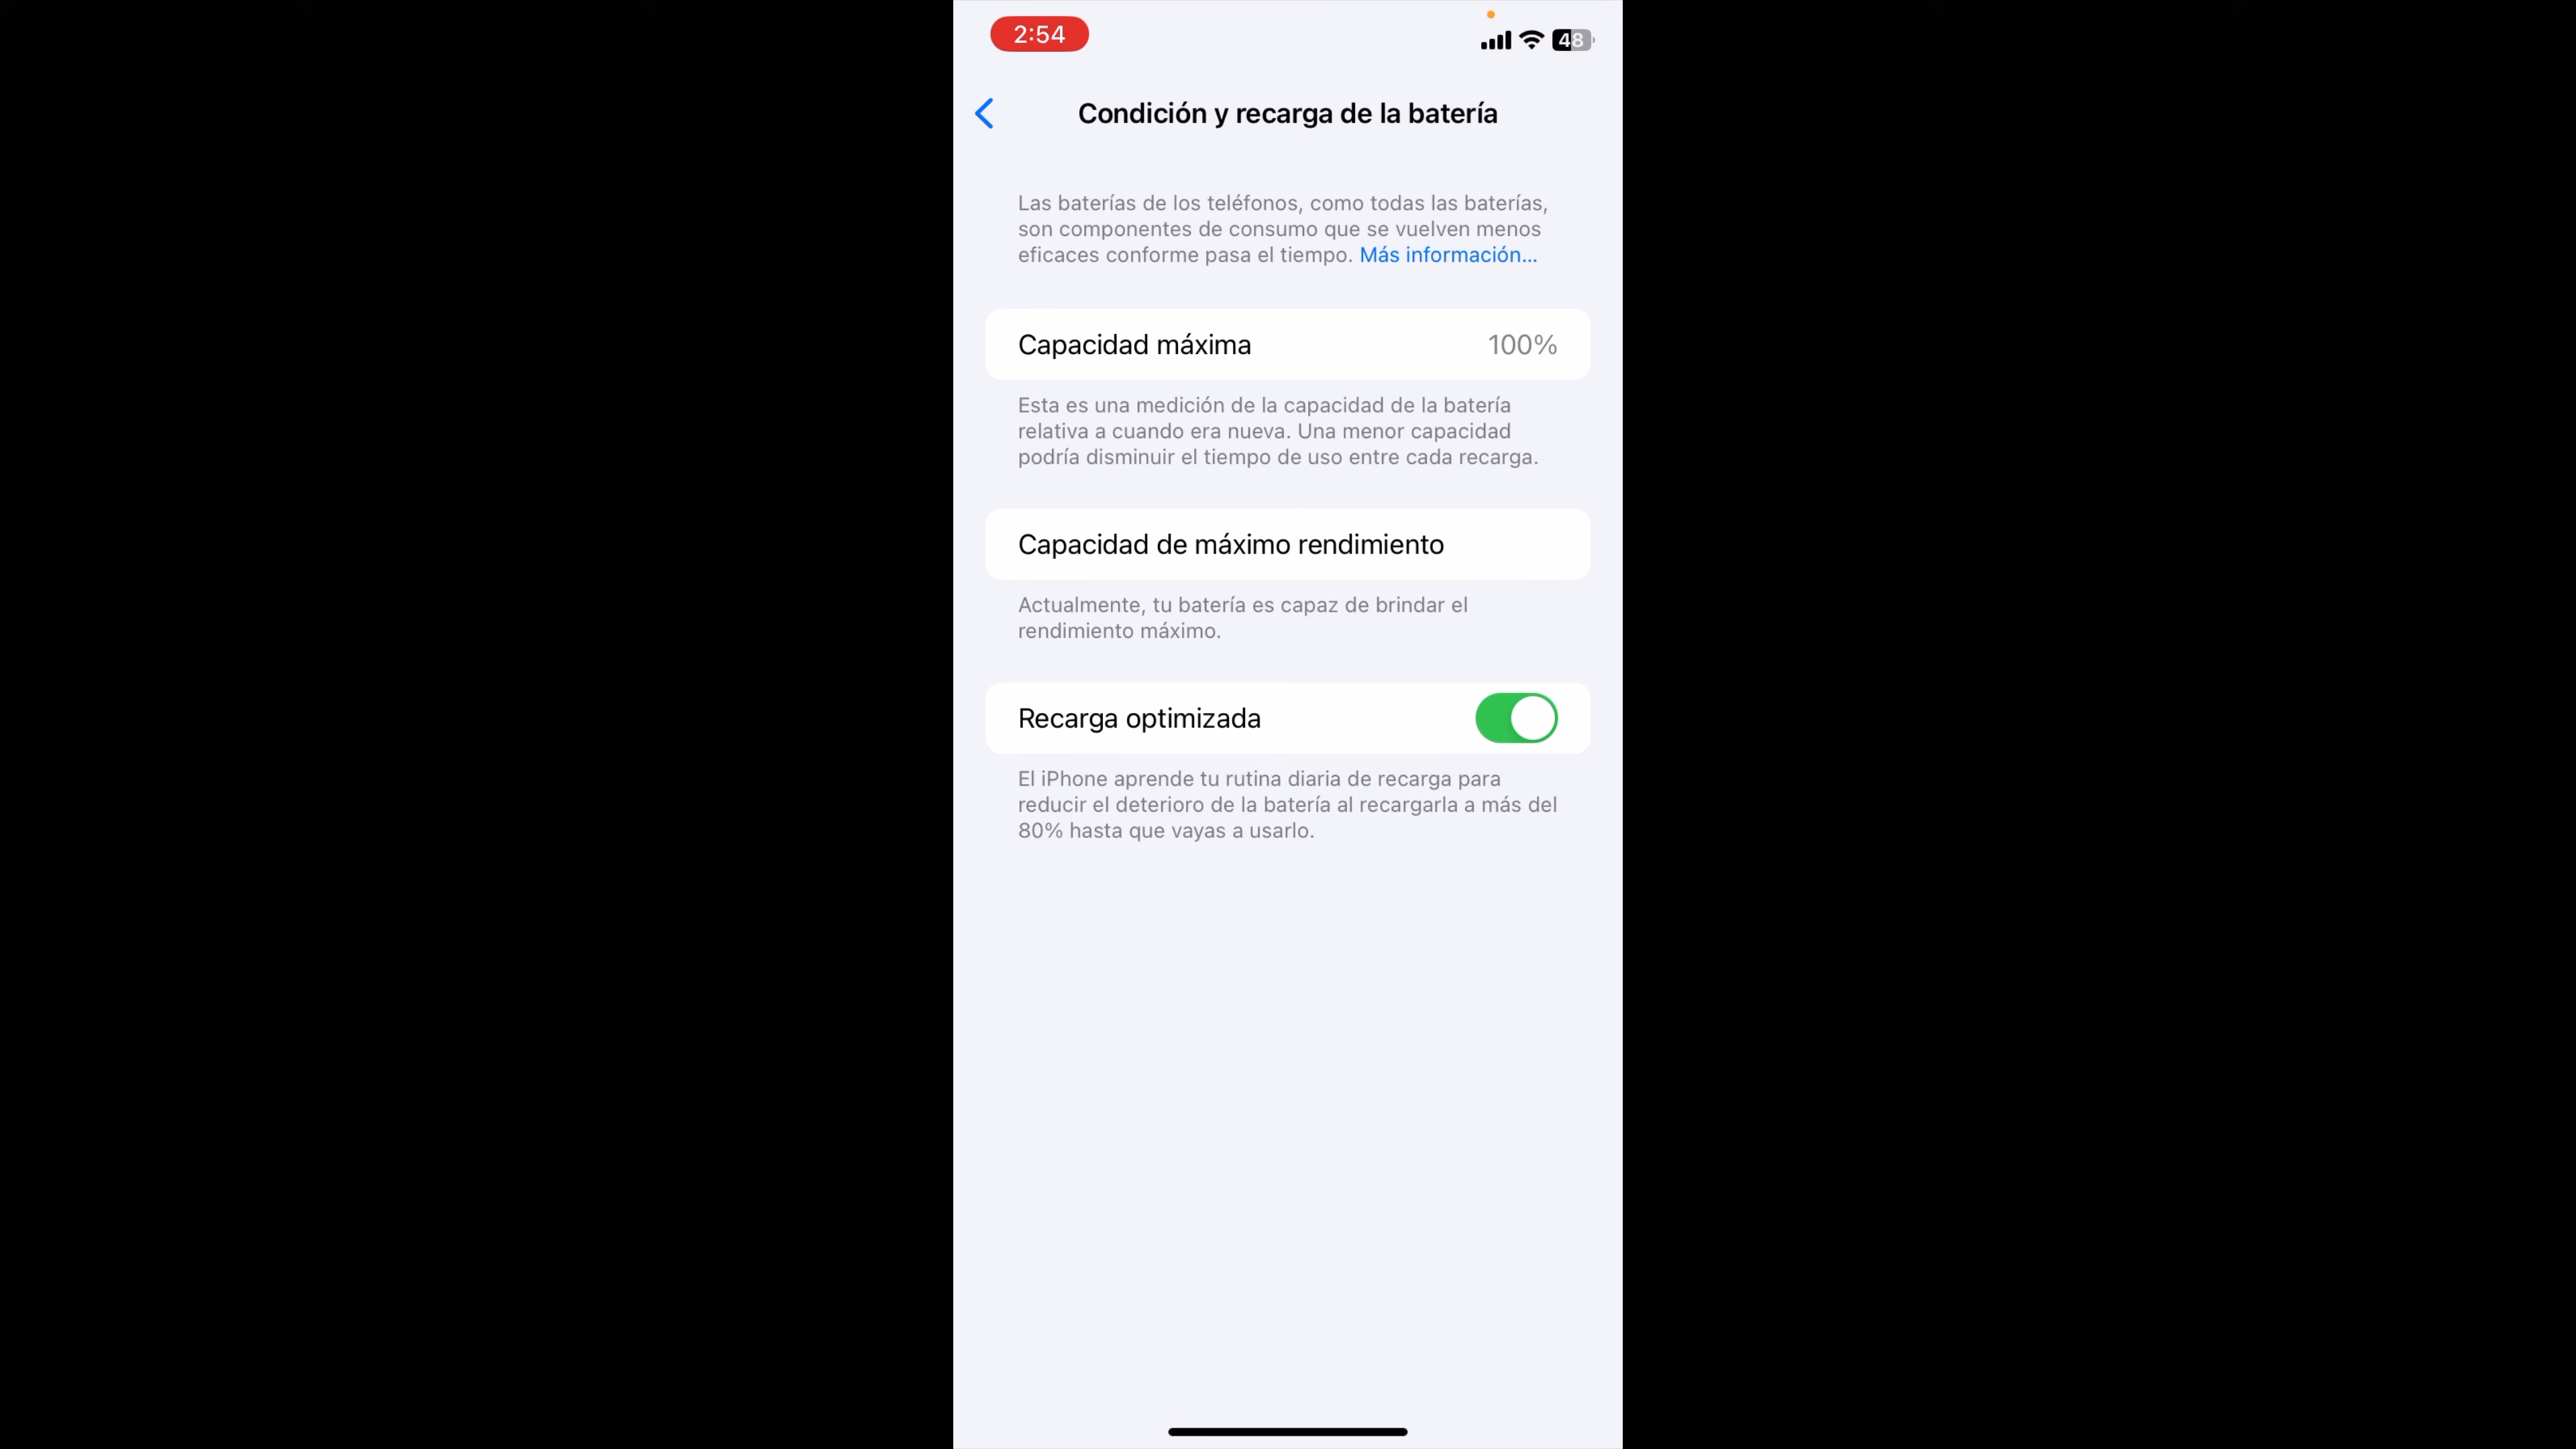 2:54
48
Condición y recarga de la batería
Las baterías de los teléfonos, como todas las baterías,
son componentes de consumo que se vuelven menos
eficaces conforme pasa el tiempo. Más información...
Capacidad máxima 100%
Esta es una medición de la capacidad de la batería
relativa a cuando era nueva. Una menor capacidad
podría disminuir el tiempo de uso entre cada recarga.
Capacidad de máximo rendimiento
Actualmente, tu batería es capaz de brindar el
rendimiento máximo.
Recarga optimizada
El iPhone aprende tu rutina diaria de recarga para
reducir el deterioro de la batería al recargarla a más del
80% hasta que vayas a usarlo.